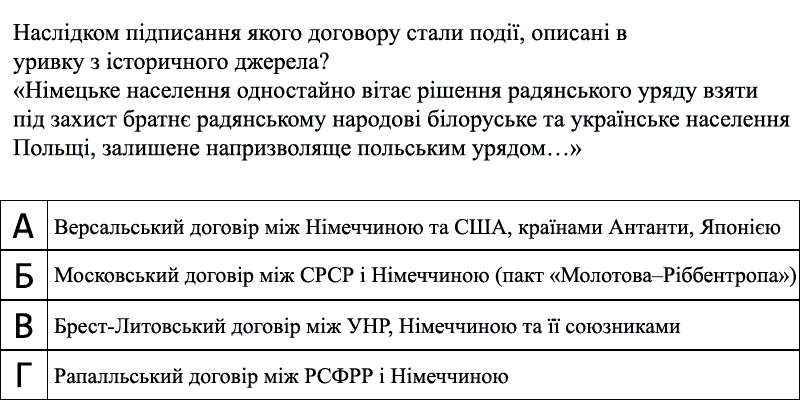 Наслідком підписання якого договору стали події, описані в
уривку з історичного джерела?
«Німецьке населення одностайно вітає рішення радянського уряду взяти
під захист братнє радянському народові білоруське та українське населення
Польщі, залишене напризволяще польським урядом…»
А Версальський договір між Німеччиною та США, країнами Антанти, Японією
Б Московський договір між СРСР і Німеччиною (пакт «Молотова–Ріббентропа»)
В Брест-Литовський договір між УНР, Німеччиною та її союзниками
Г Рапалльський договір між РСФРР і Німеччиною